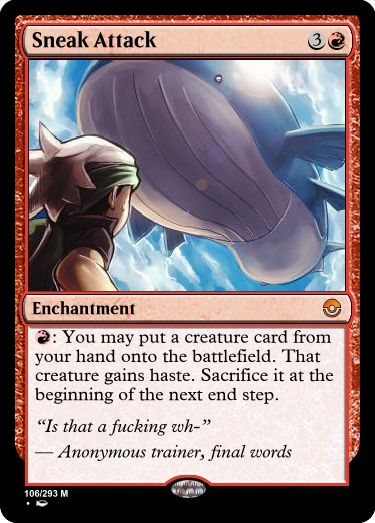 Sneak Attack 3
Enchantment
: You may put a creature card from
your hand onto the battlefield. That
creature gains haste. Sacrifice it at the
beginning of the next end step.
“Is that a fucking wh-”
— Anonymous trainer, final words
106/293 M